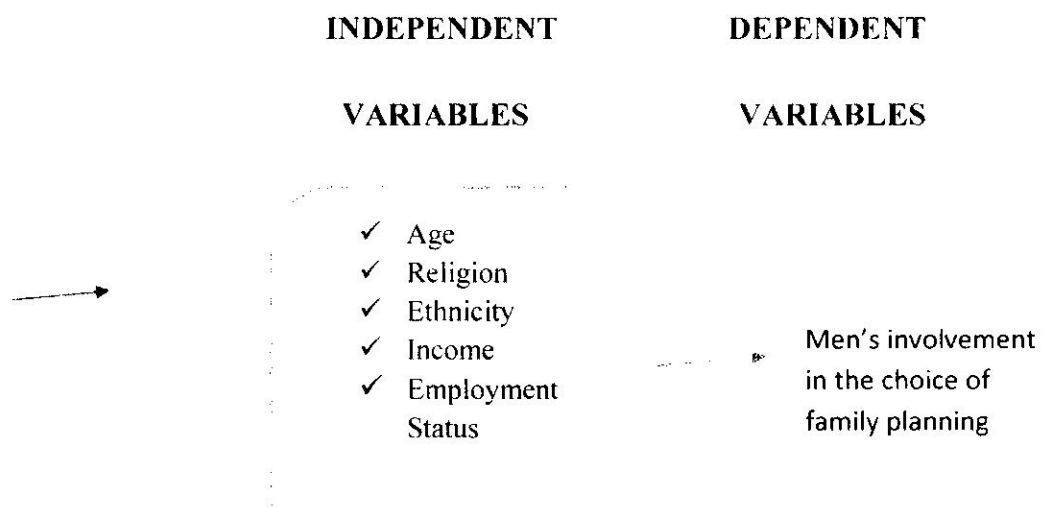 INDEPENDENT DEPENDENT
VARIABLES VARIABLES
✓ Age
✓ Religion
✓ Ethnicity
✓ Income
✓ Employment
Status
Men's involvement
in the choice of
family planning